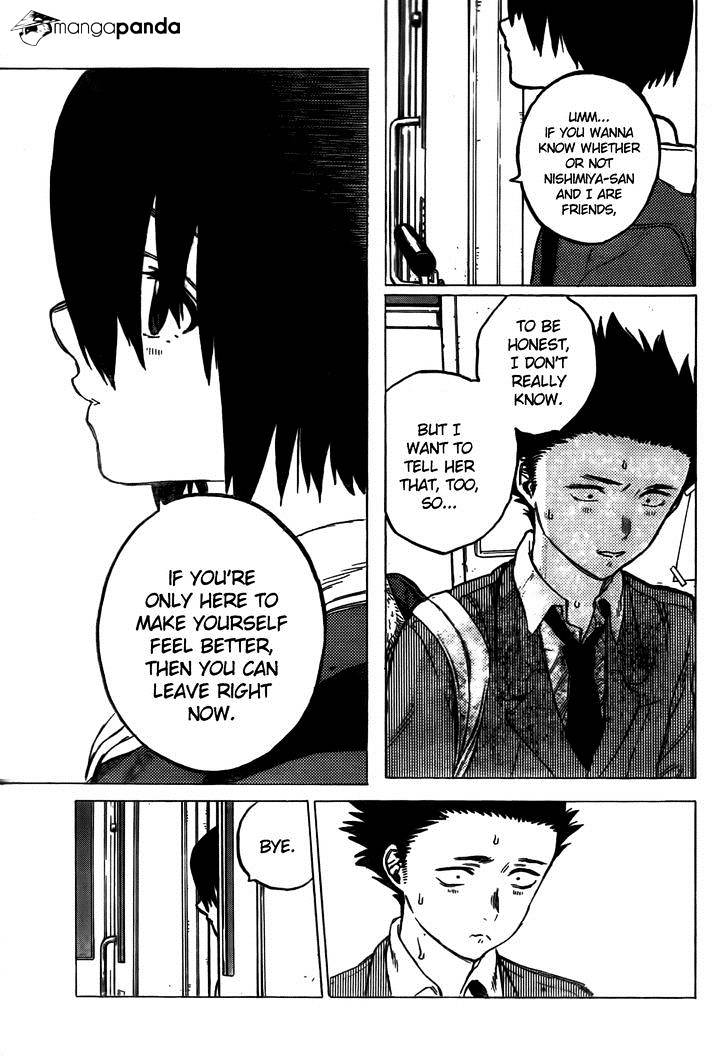 mangapanda
UMM...
IF YOU WANNA
KNOW WHETHER
OR NOT
NISHIMIYA-SAN
AND I ARE
FRIENDS,
TO BE
HONEST,
I DON'T
REALLY
KNOW.
BUT I
WANT TO
TELL HER
THAT, TOO,
SO...
IF YOU'RE
ONLY HERE TO
MAKE YOURSELF
FEEL BETTER,
THEN YOU CAN
LEAVE RIGHT
NOW.
BYE.